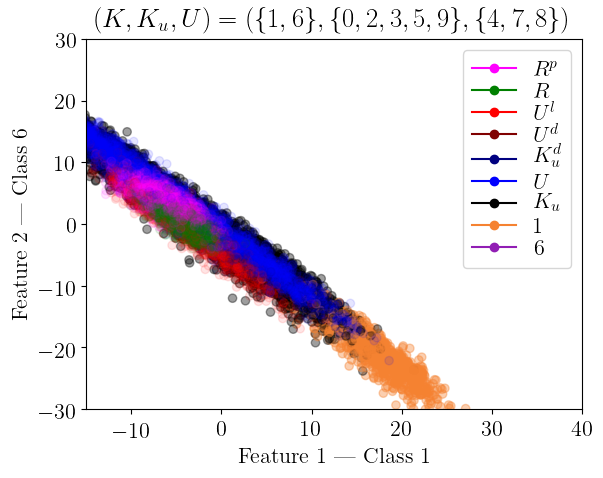 (K, K_u, U) = ({1, 6}, {0, 2, 3, 5, 9}, {4, 7, 8})
30
20
10
0
−10
−20
−30
−10
0
10
20
30
40
Feature 2 — Class 6
Feature 1 — Class 1
R^p
R
U^l
U^d
K_u^d
U
K_u
1
6